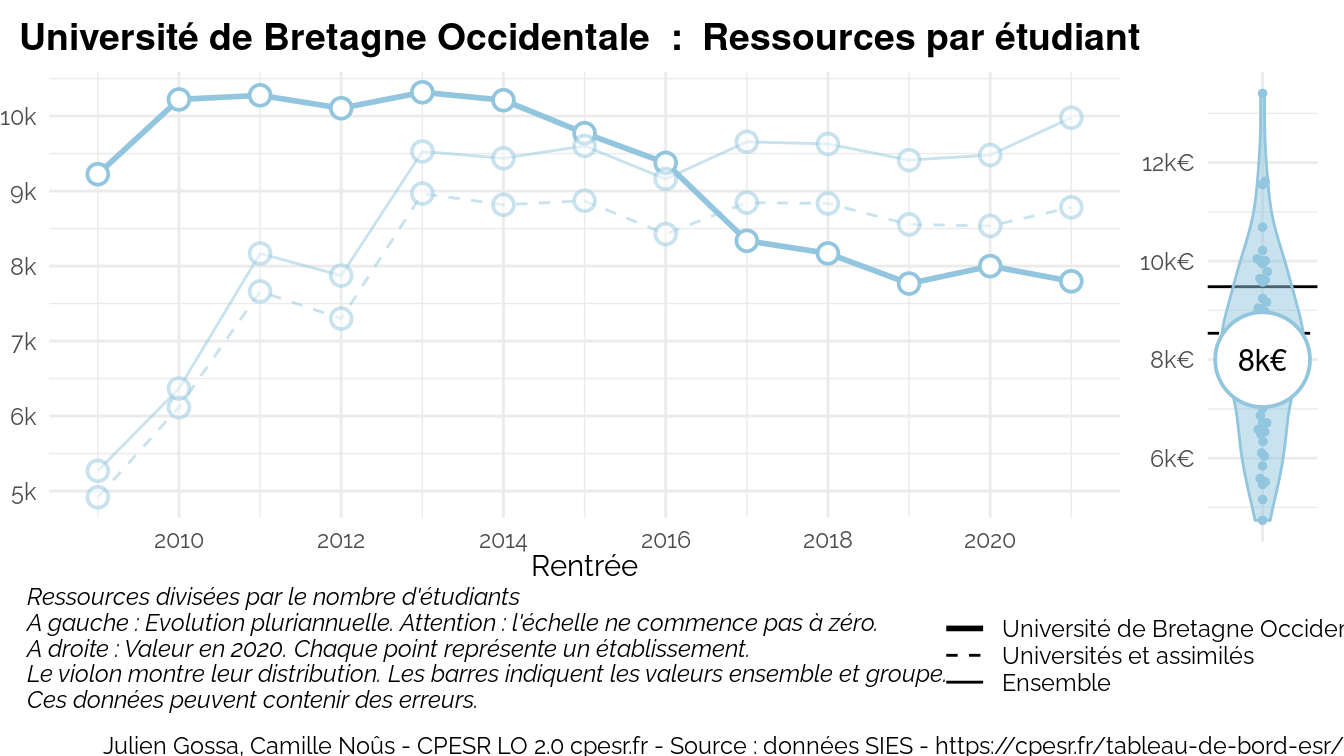 Université de Bretagne Occidentale : Ressources par étudiant
10k
9k
8k
7k
6k
5k
2010 2012 2014 2016 2018 2020
Rentrée
12k€
10k€
8k€
6k€
8k€
Ressources divisées par le nombre d'étudiants
A gauche : Evolution pluriannuelle. Attention : l'échelle ne commence pas à zéro.
A droite : Valeur en 2020. Chaque point représente un établissement.
Le violon montre leur distribution. Les barres indiquent les valeurs ensemble et groupe.
Ces données peuvent contenir des erreurs.
Université de Bretagne Occider
Universités et assimilés
Ensemble
Julien Gossa, Camille Noûs - CPESR LO 2.0 cpesr.fr - Source : données SIES - https://cpesr.fr/tableau-de-bord-esr/